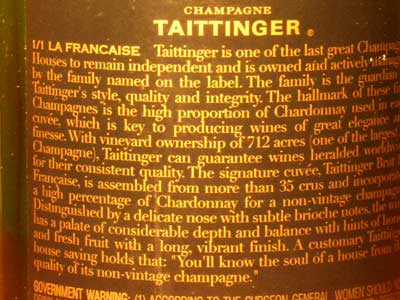 CHAMPAGNE
TAITTINGER®
1/1 LA FRANCAISE Taittinger is one of the last great
Houses to remain independent and is owned and actively
by the family named on the label. The family is the
Taittinger's style, quality and integrity. The hallmark of these
Champagnes is the high proportion of Chardonnay used in
cuvée, which is key to producing wines of great elegance
finesse. With vineyard ownership of 712 acres (one of the
Champagne), Taittinger can guarantee wines heralded
for their consistent quality. The signature cuvée, Taittinger Brut
Française, is assembled from more than 35 crus and
a high percentage of Chardonnay for a non-vintage
Distinguished by a delicate nose with subtle brioche notes, the
has a palate of considerable depth and balance with hints of
and fresh fruit with a long, vibrant finish. A customary
house saving holds that: "You'll know the soul of a house from
quality of its non-vintage champagne."
GOVERNMENT WARNING: (1) ACCORDING TO THE SURGEON GENERAL, WOMEN SHOULD